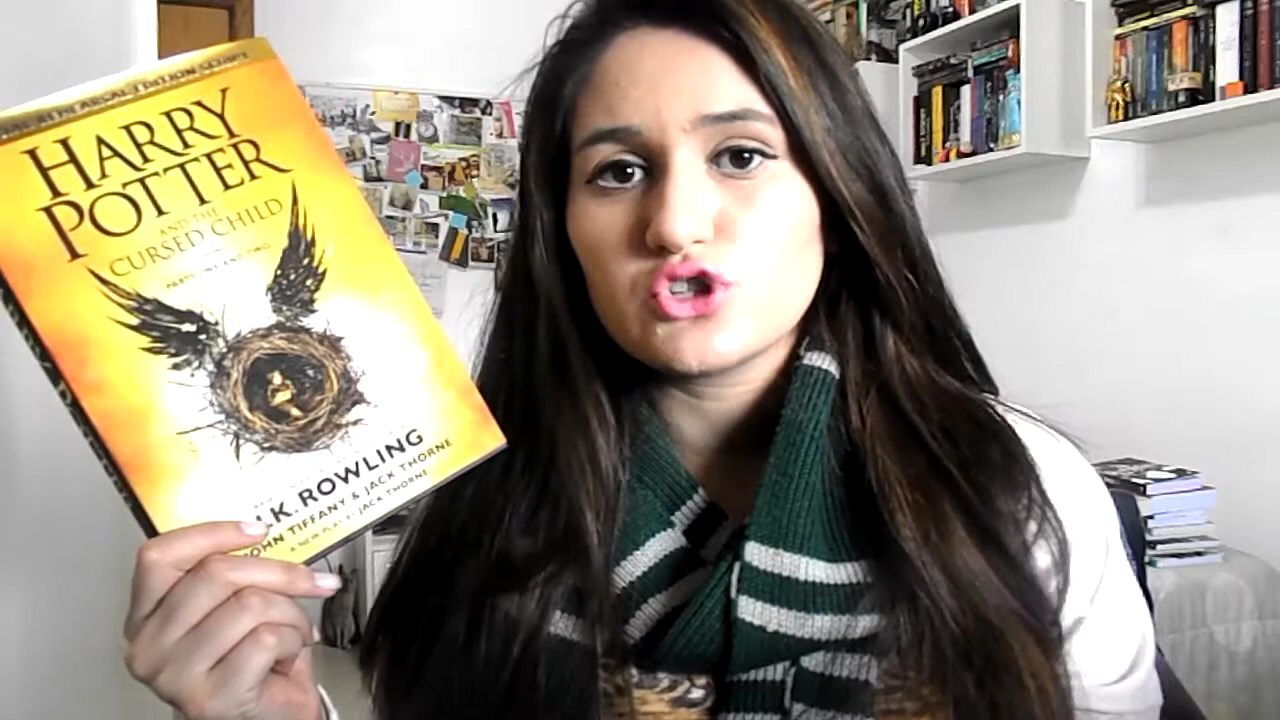 HARRY
POTTER
AND THE
CURSED CHILD
PARTS ONE AND TWO
J.K. ROWLING
JOHN TIFFANY & JACK THORNE
A NEW PLAY BY JACK THORNE